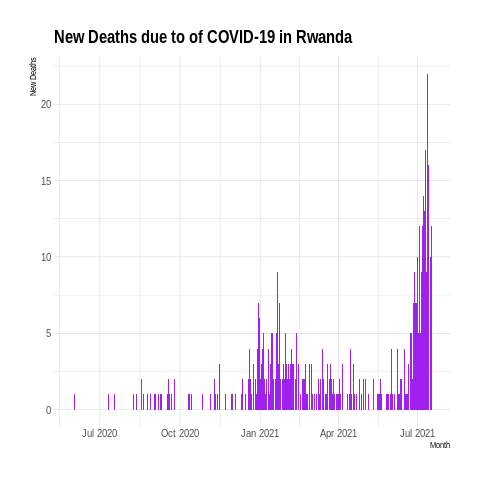 New Deaths due to of COVID-19 in Rwanda
New Deaths
20
15
10
5
0
Jul 2020 Oct 2020 Jan 2021 Apr 2021 Jul 2021
Month